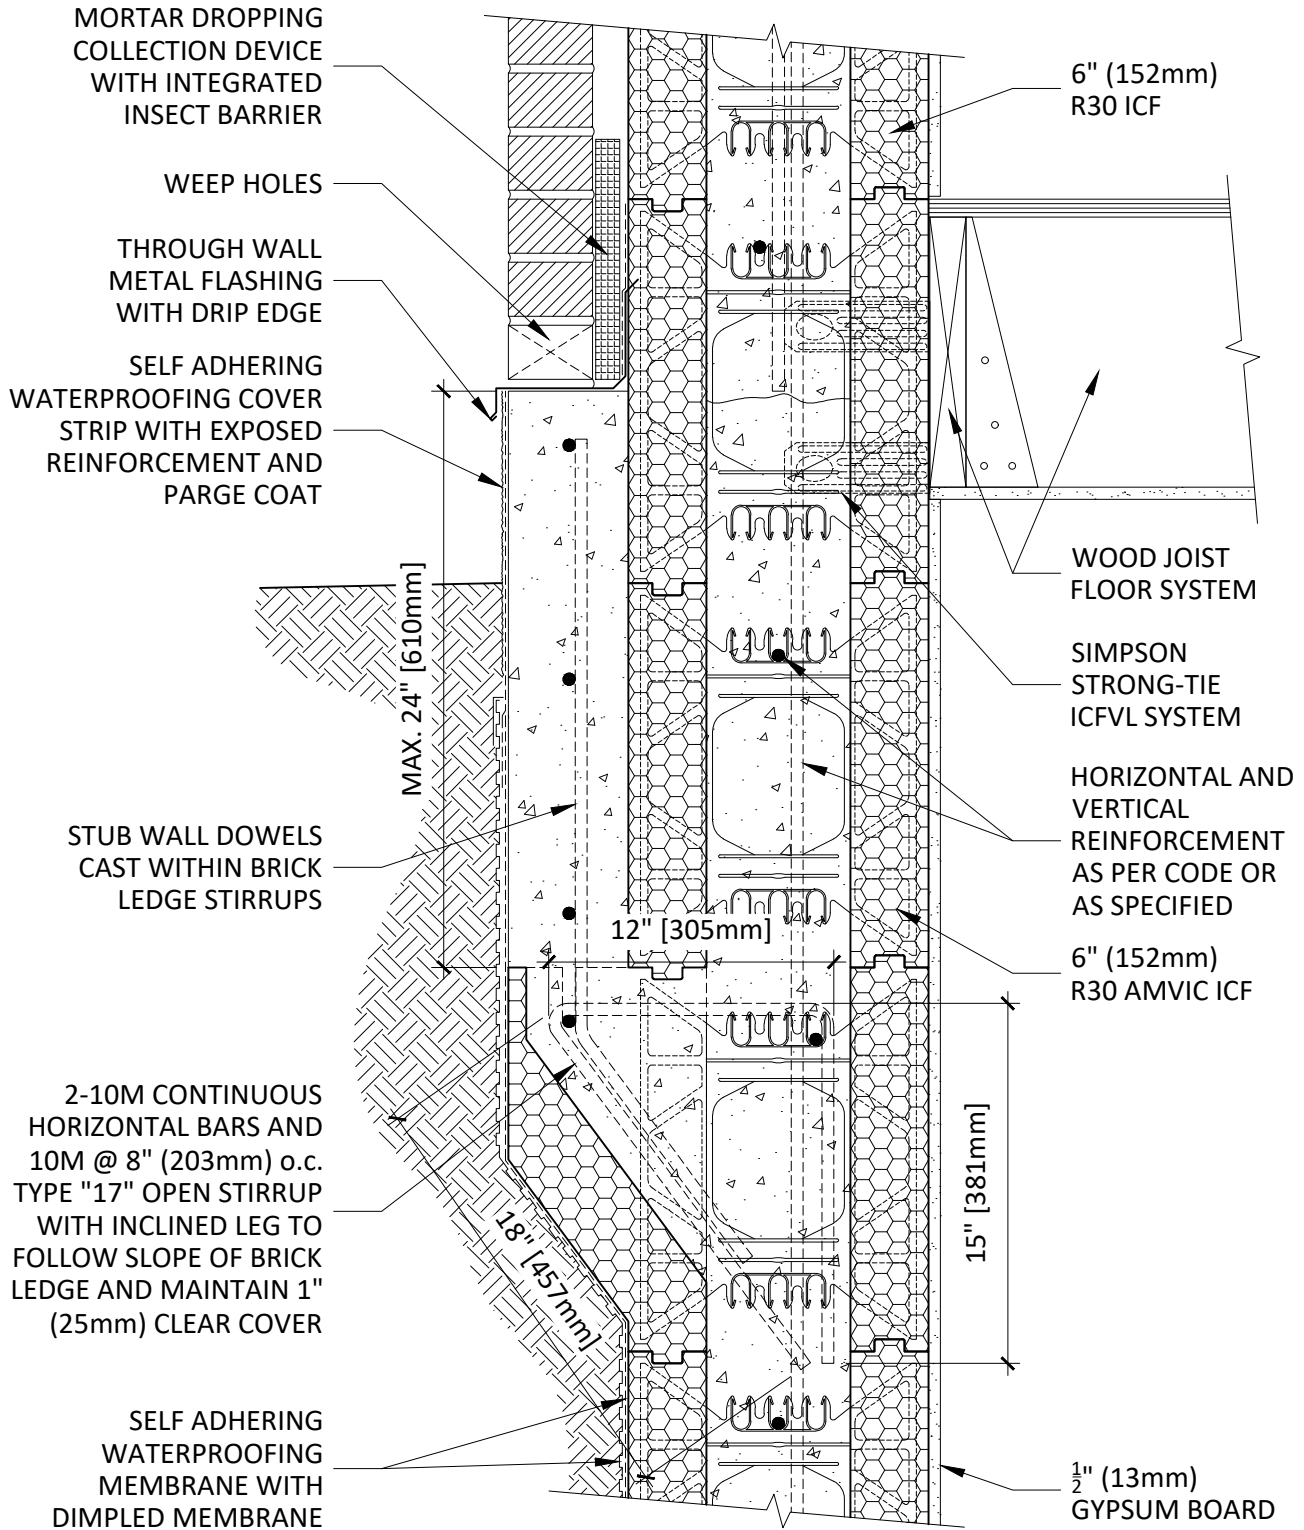 MORTAR DROPPING
COLLECTION DEVICE
WITH INTEGRATED
INSECT BARRIER
WEEP HOLES
THROUGH WALL
METAL FLASHING
WITH DRIP EDGE
SELF ADHERING
WATERPROOFING COVER
STRIP WITH EXPOSED
REINFORCEMENT AND
PARGE COAT
MAX. 24" [610mm]
STUB WALL DOWELS
CAST WITHIN BRICK
LEDGE STIRRUPS
2-10M CONTINUOUS
HORIZONTAL BARS AND
10M @ 8" (203mm) o.c.
TYPE "17" OPEN STIRRUP
WITH INCLINED LEG TO
FOLLOW SLOPE OF BRICK
LEDGE AND MAINTAIN 1"
(25mm) CLEAR COVER
SELF ADHERING
WATERPROOFING
MEMBRANE WITH
DIMPLED MEMBRANE
12" [305mm]
18" [457mm]
15" [381mm]
6" (152mm)
R30 ICF
WOOD JOIST
FLOOR SYSTEM
SIMPSON
STRONG-TIE
ICFVL SYSTEM
HORIZONTAL AND
VERTICAL
REINFORCEMENT
AS PER CODE OR
AS SPECIFIED
6" (152mm)
R30 AMVIC ICF
½" (13mm)
GYPSUM BOARD